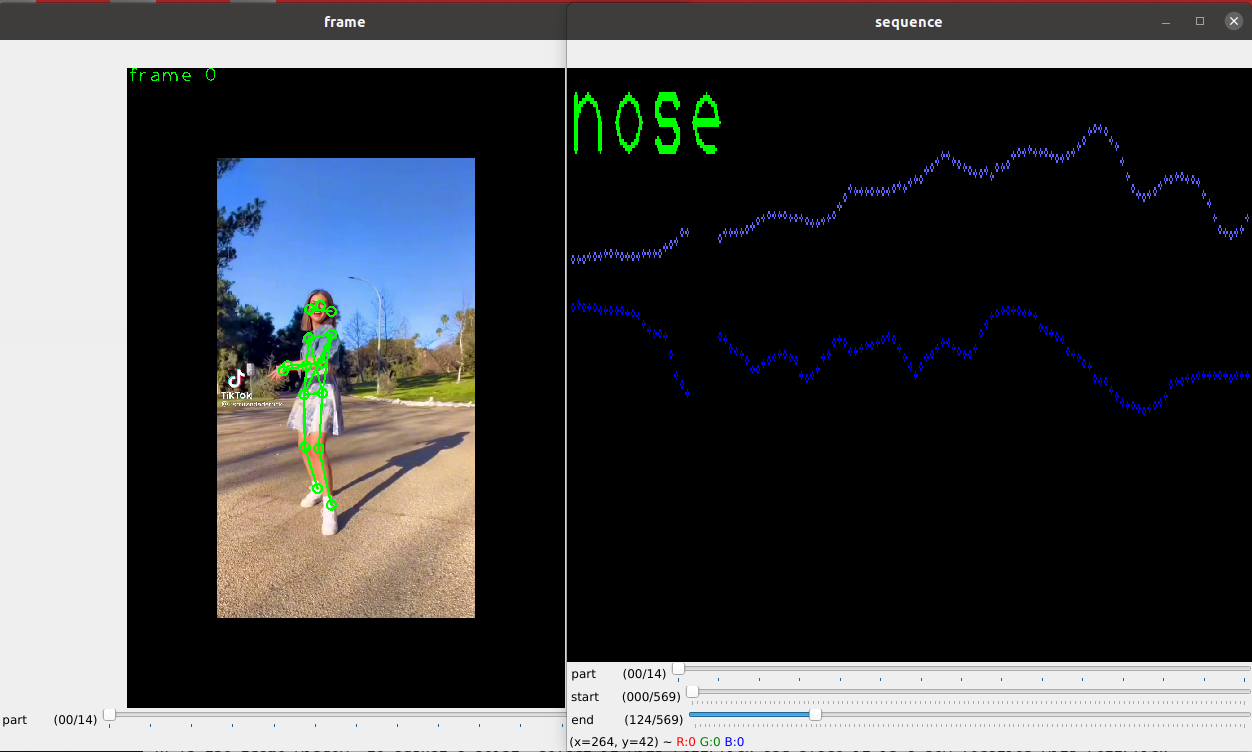 frame
sequence
frame 0
nose
TikTok
part (00/14)
part (00/14)
start (000/569)
end (124/569)
(x=264, y=42) ~ R:0 G:0 B:0